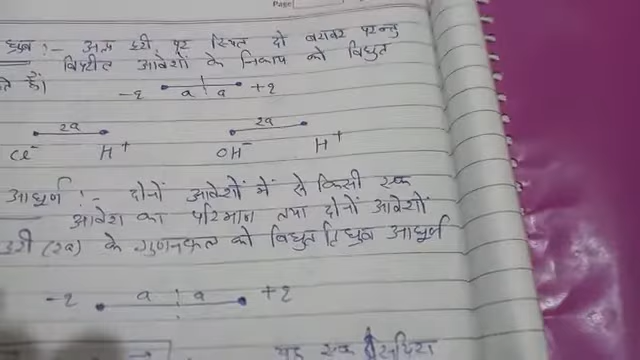 Page
ध्रुव :- अल्प दूरी पर स्थित दो बराबर परन्तु
विपरीत आवेशों के निकाय को विद्युत
ते हैं।
-q a a +q
2a 2a
Cl⁻ H⁺ OH⁻ H⁺
आघूर्ण :- दोनों आवेशों में से किसी एक
आवेश का परिमाण तथा दोनों आवेशों
दूरी (2a) के गुणनफल को विद्युत द्विध्रुव आघूर्ण
-q a a +q
यह एक सदिश